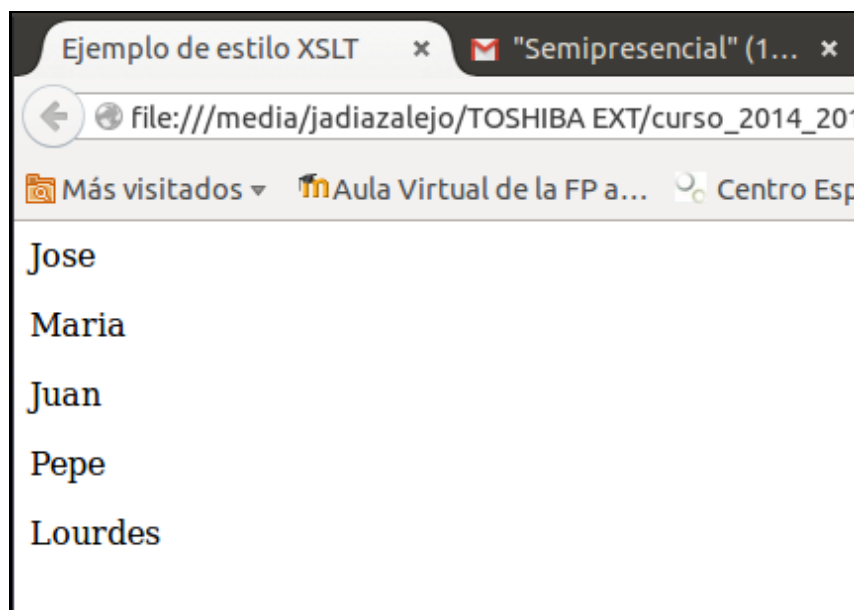 Ejemplo de estilo XSLT × "Semipresencial" (1... ×
file:///media/jadiazalejo/TOSHIBA EXT/curso_2014_201
Más visitados Aula Virtual de la FP a... Centro Esp
Jose
Maria
Juan
Pepe
Lourdes